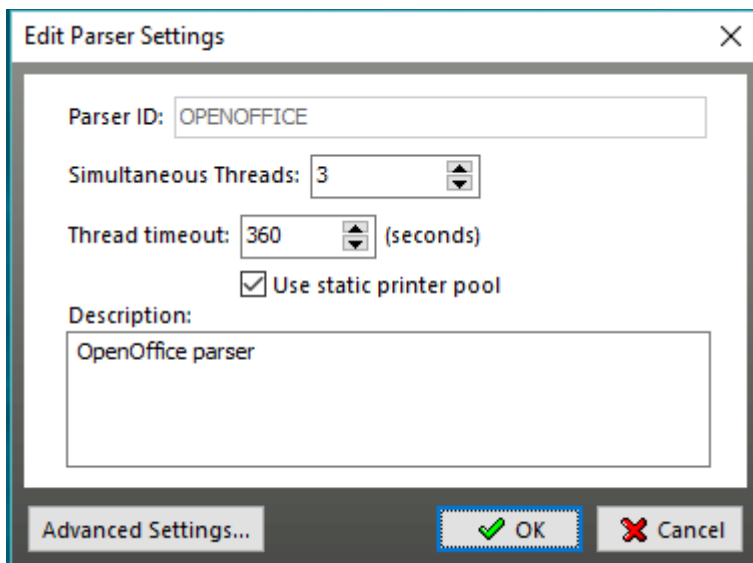 Edit Parser Settings
Parser ID: OPENOFFICE
Simultaneous Threads: 3
Thread timeout: 360 (seconds)
Use static printer pool
Description:
OpenOffice parser
Advanced Settings... OK Cancel